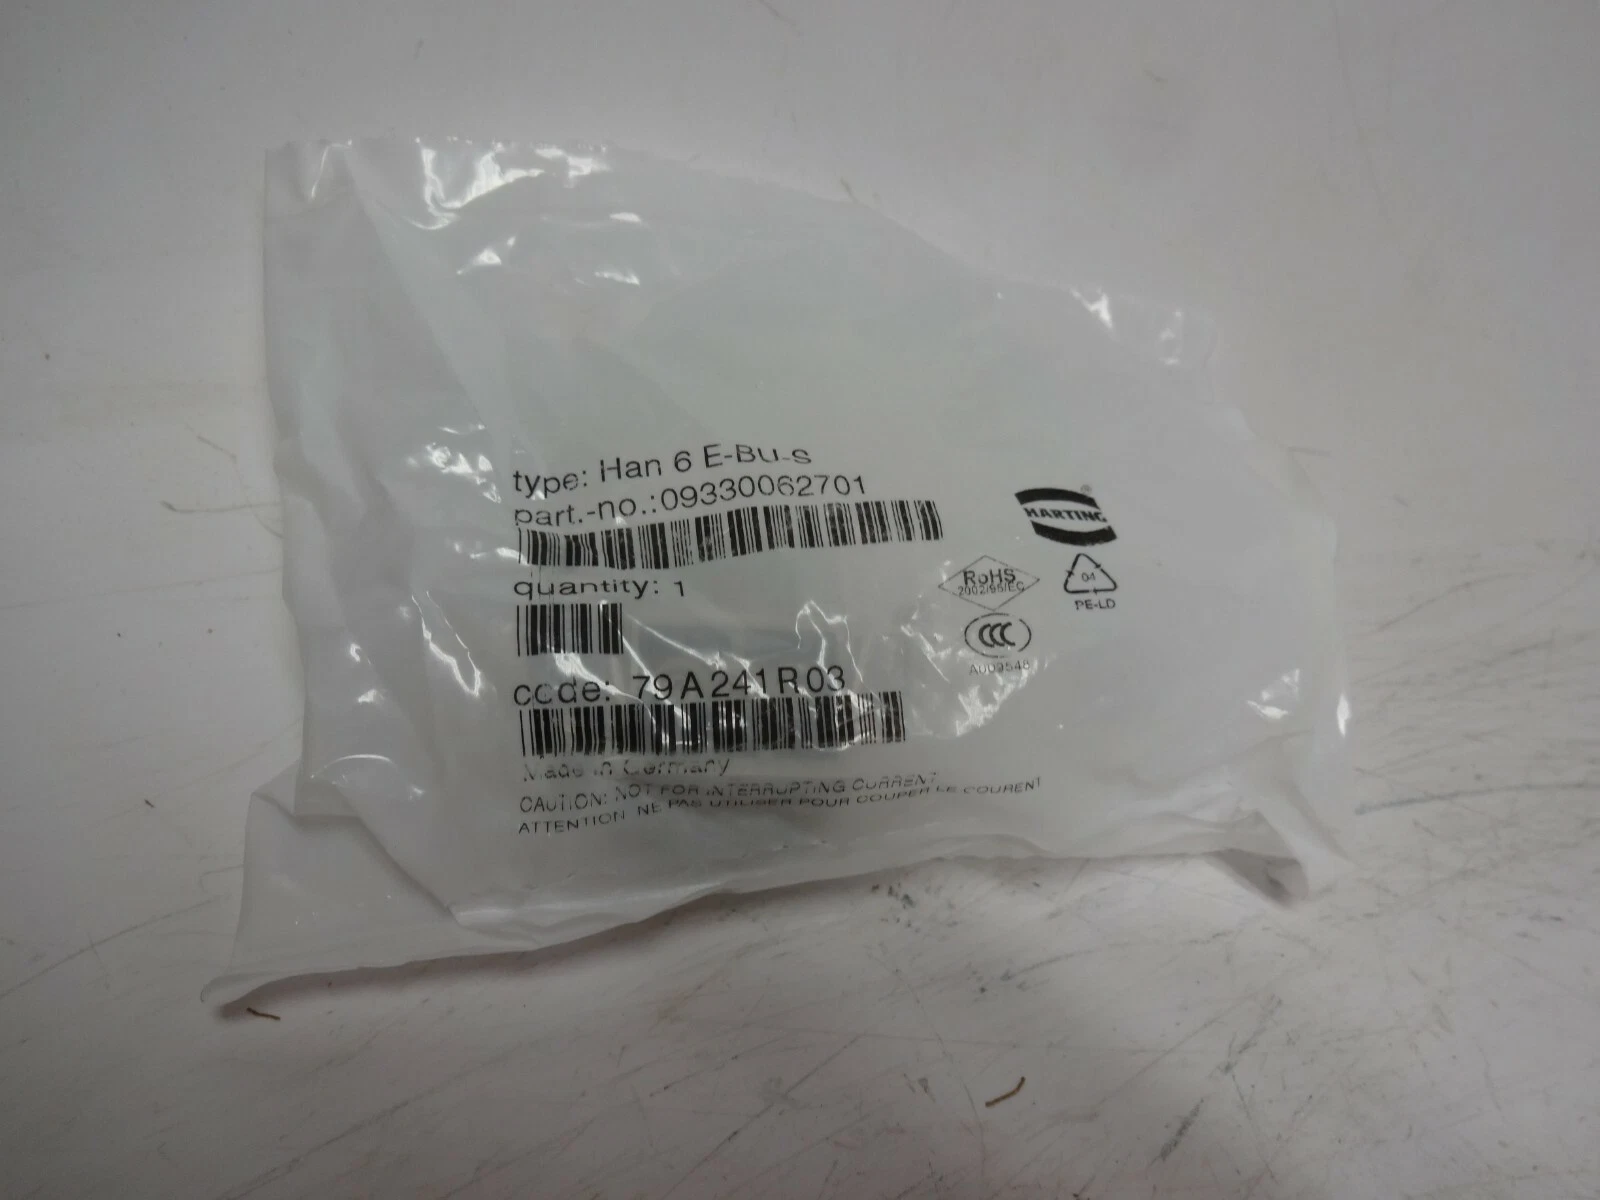 type: Han 6 E-Bu-s
part.-no.:09330062701
HARTING
®
quantity: 1
RoHS
2002/95/EC
04
PE-LD
CCC
A009548
code: 79A241R03
Made in Germany
CAUTION: NOT FOR INTERRUPTING CURRENT
ATTENTION NE PAS UTILISER POUR COUPER LE COURENT